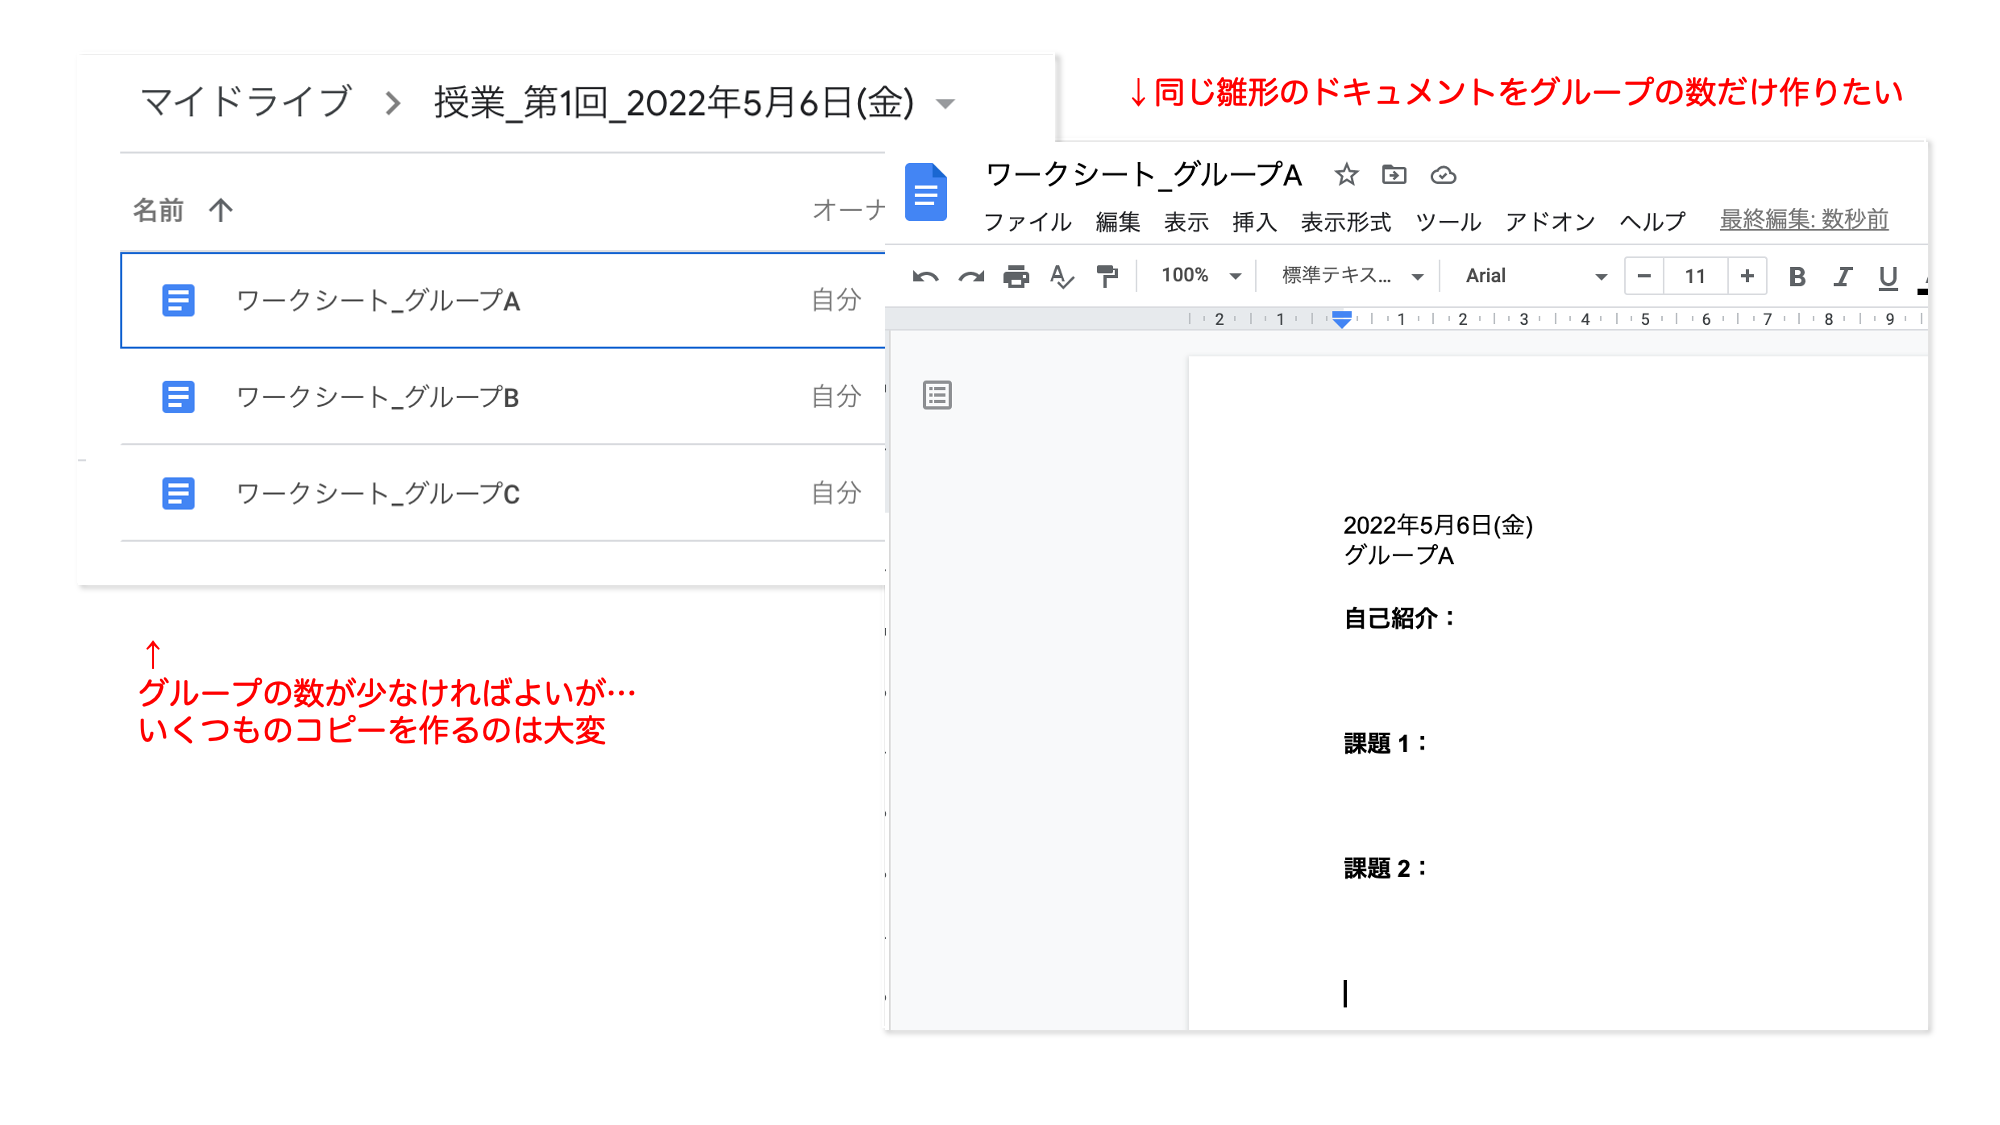 マイドライブ > 授業_第1回_2022年5月6日(金)
名前 ↑ オーナ
ワークシート_グループA 自分
ワークシート_グループB 自分
ワークシート_グループC 自分
↑
グループの数が少なければよいが…
いくつものコピーを作るのは大変
↓同じ雛形のドキュメントをグループの数だけ作りたい
ワークシート_グループA
ファイル 編集 表示 挿入 表示形式 ツール アドオン ヘルプ 最終編集: 数秒前
100% 標準テキス... Arial − 11 + B I U
2 1 1 2 3 4 5 6 7 8 9
2022年5月6日(金)
グループA
自己紹介：
課題 1：
課題 2：